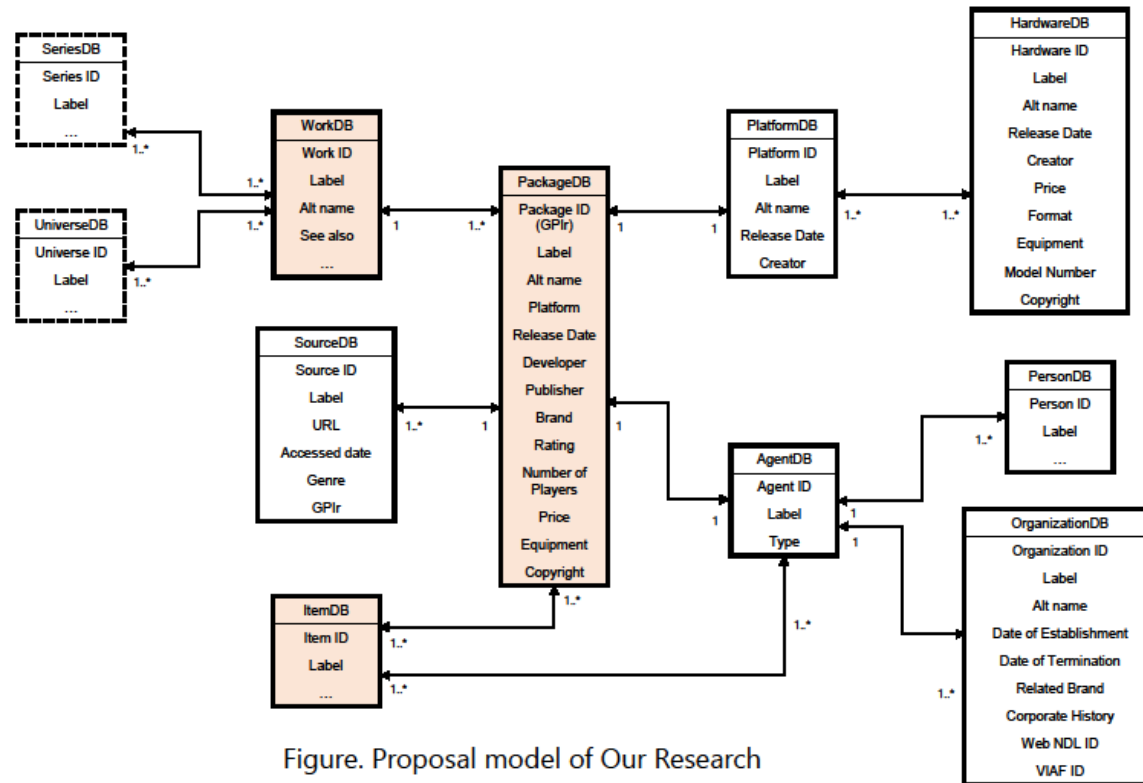 SeriesDB
Series ID
Label
...
1..*
1..*
UniverseDB
Universe ID
Label
...
1..*
1..*
WorkDB
Work ID
Label
Alt name
See also
...
1
1..*
SourceDB
Source ID
Label
URL
Accessed date
Genre
GPIr
1..*
1
ItemDB
Item ID
Label
...
1..*
1..*
1..*
1..*
PackageDB
Package ID
(GPIr)
Label
Alt name
Platform
Release Date
Developer
Publisher
Brand
Rating
Number of
Players
Price
Equipment
Copyright
1
1
1
1
PlatformDB
Platform ID
Label
Alt name
Release Date
Creator
1..*
1..*
HardwareDB
Hardware ID
Label
Alt name
Release Date
Creator
Price
Format
Equipment
Model Number
Copyright
AgentDB
Agent ID
Label
Type
1
1
PersonDB
Person ID
Label
...
1..*
OrganizationDB
Organization ID
Label
Alt name
Date of Establishment
Date of Termination
Related Brand
Corporate History
Web NDL ID
VIAF ID
1..*
Figure. Proposal model of Our Research